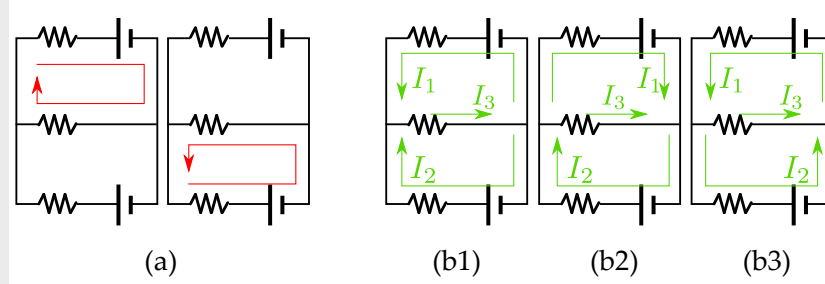 I₁ I₃ I₂
I₃ I₁ I₂
I₁ I₃ I₂
(a) (b1) (b2) (b3)